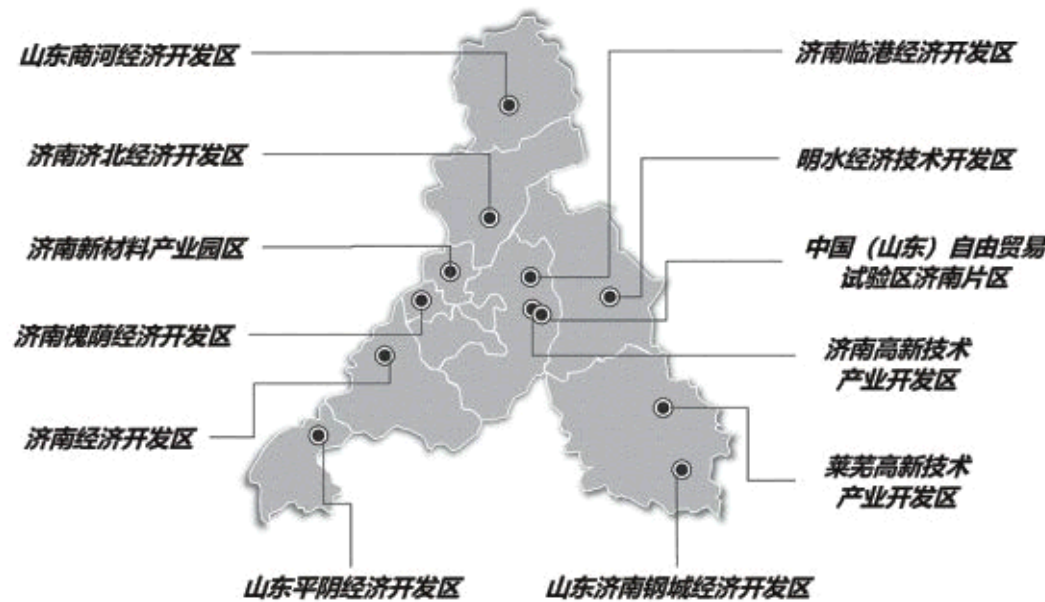 山东商河经济开发区
济南临港经济开发区
济南济北经济开发区
明水经济技术开发区
济南新材料产业园区
中国（山东）自由贸易
试验区济南片区
济南槐荫经济开发区
济南高新技术
产业开发区
济南经济开发区
莱芜高新技术
产业开发区
山东平阴经济开发区
山东济南钢城经济开发区